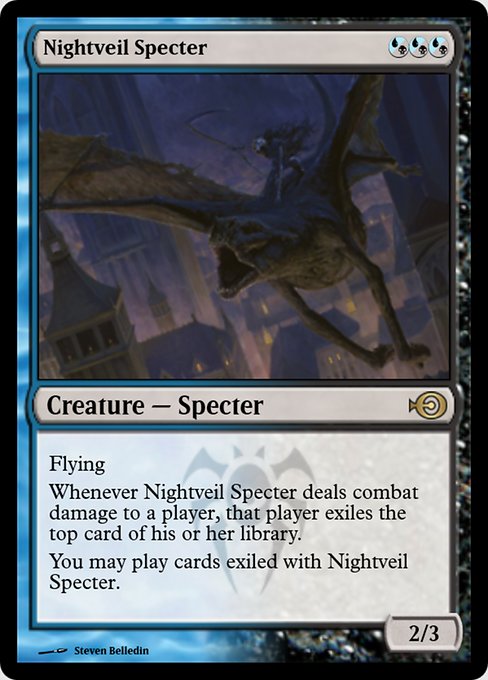 Nightveil Specter
Creature — Specter
Flying
Whenever Nightveil Specter deals combat
damage to a player, that player exiles the
top card of his or her library.
You may play cards exiled with Nightveil
Specter.
2/3
Steven Belledin